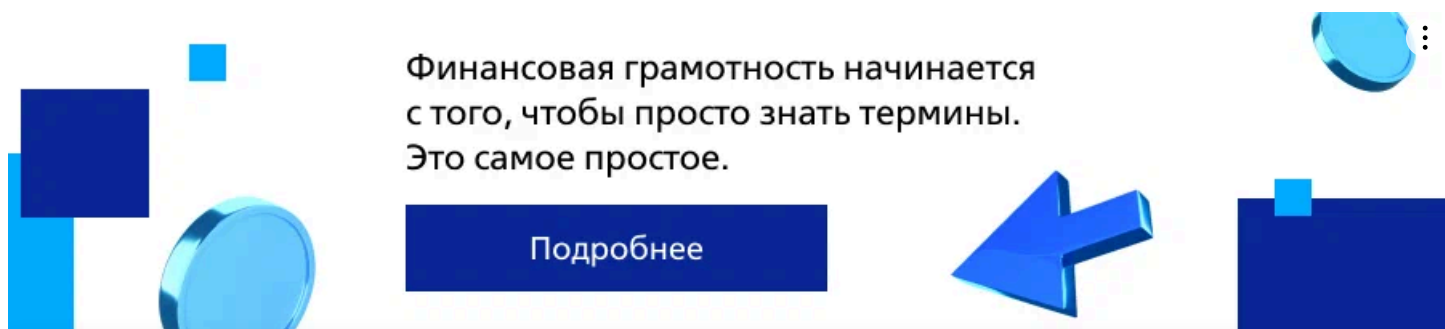 Финансовая грамотность начинается
с того, чтобы просто знать термины.
Это самое простое.
Подробнее